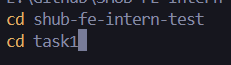 cd shub-fe-intern-test
cd task1